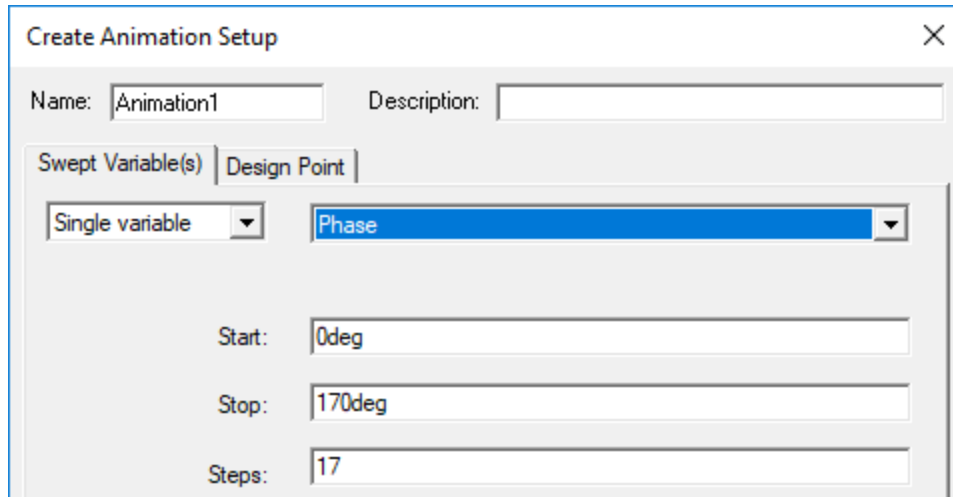 Create Animation Setup
Name: Animation1 Description:
Swept Variable(s) Design Point
Single variable Phase
Start: 0deg
Stop: 170deg
Steps: 17